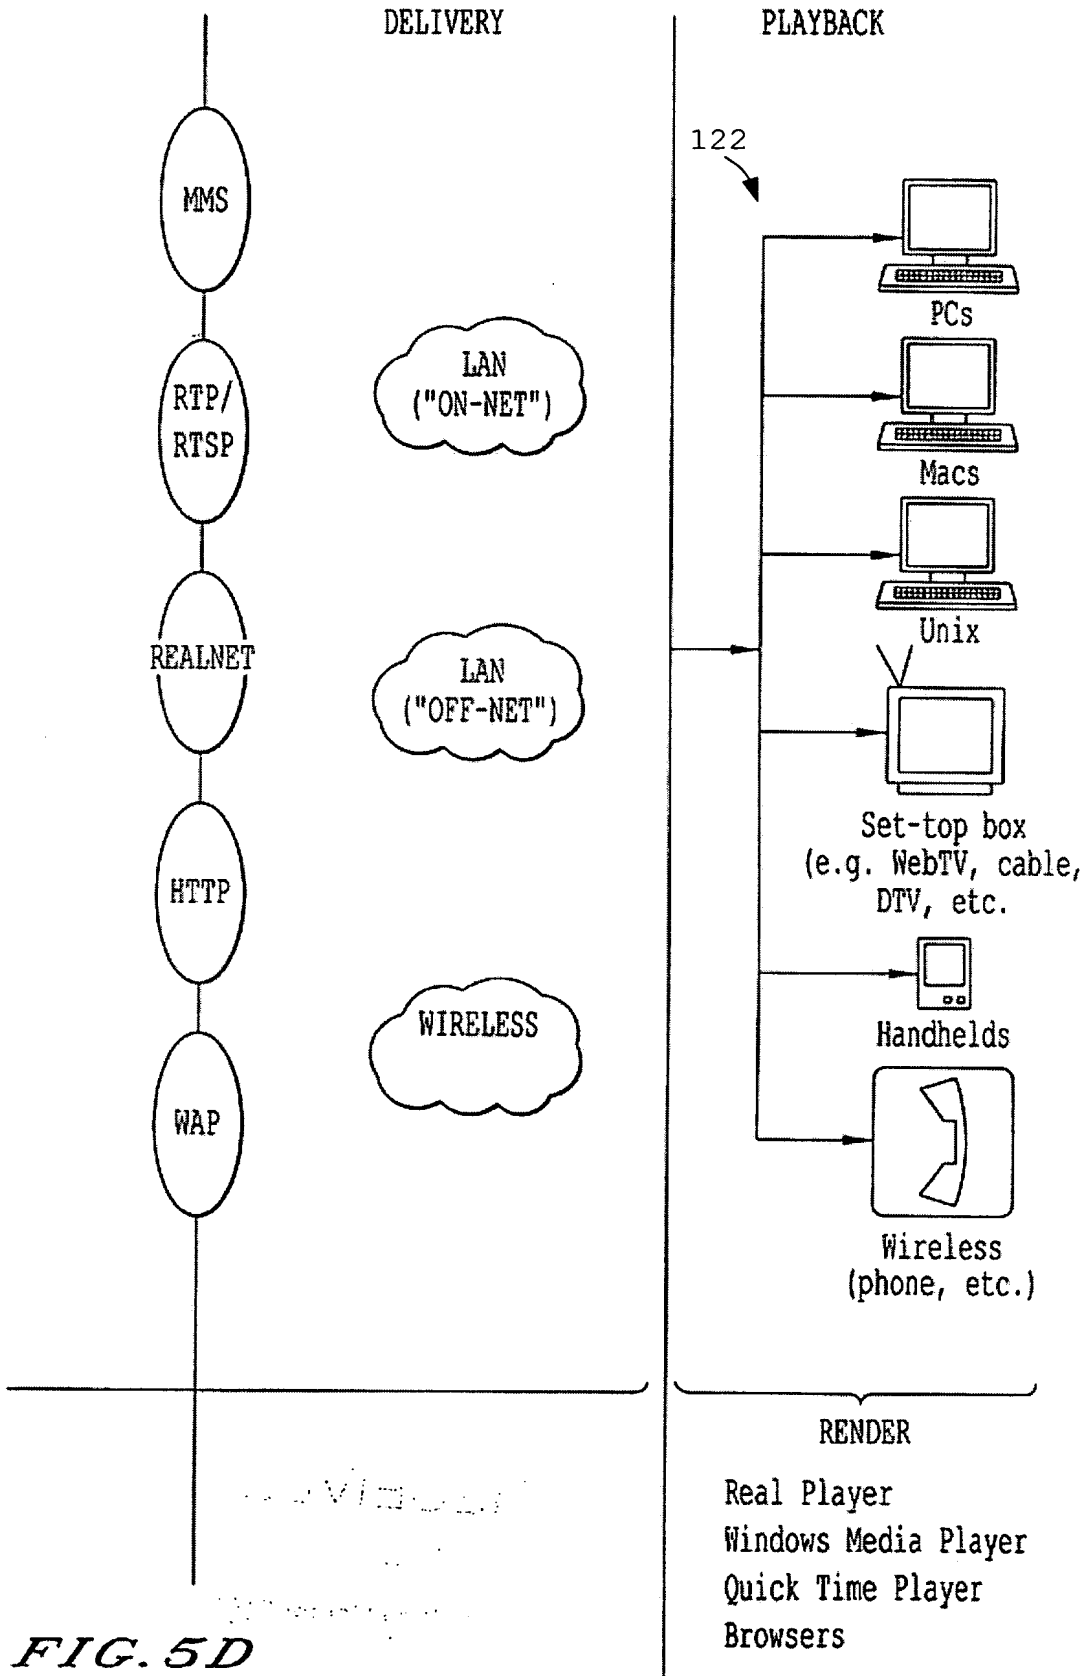 DELIVERY
PLAYBACK
122
MMS
RTP/
RTSP
REALNET
HTTP
WAP
LAN
("ON-NET")
LAN
("OFF-NET")
WIRELESS
PCs
Macs
Unix
Set-top box
(e.g. WebTV, cable,
DTV, etc.
Handhelds
Wireless
(phone, etc.)
RENDER
Real Player
Windows Media Player
Quick Time Player
Browsers
FIG. 5D